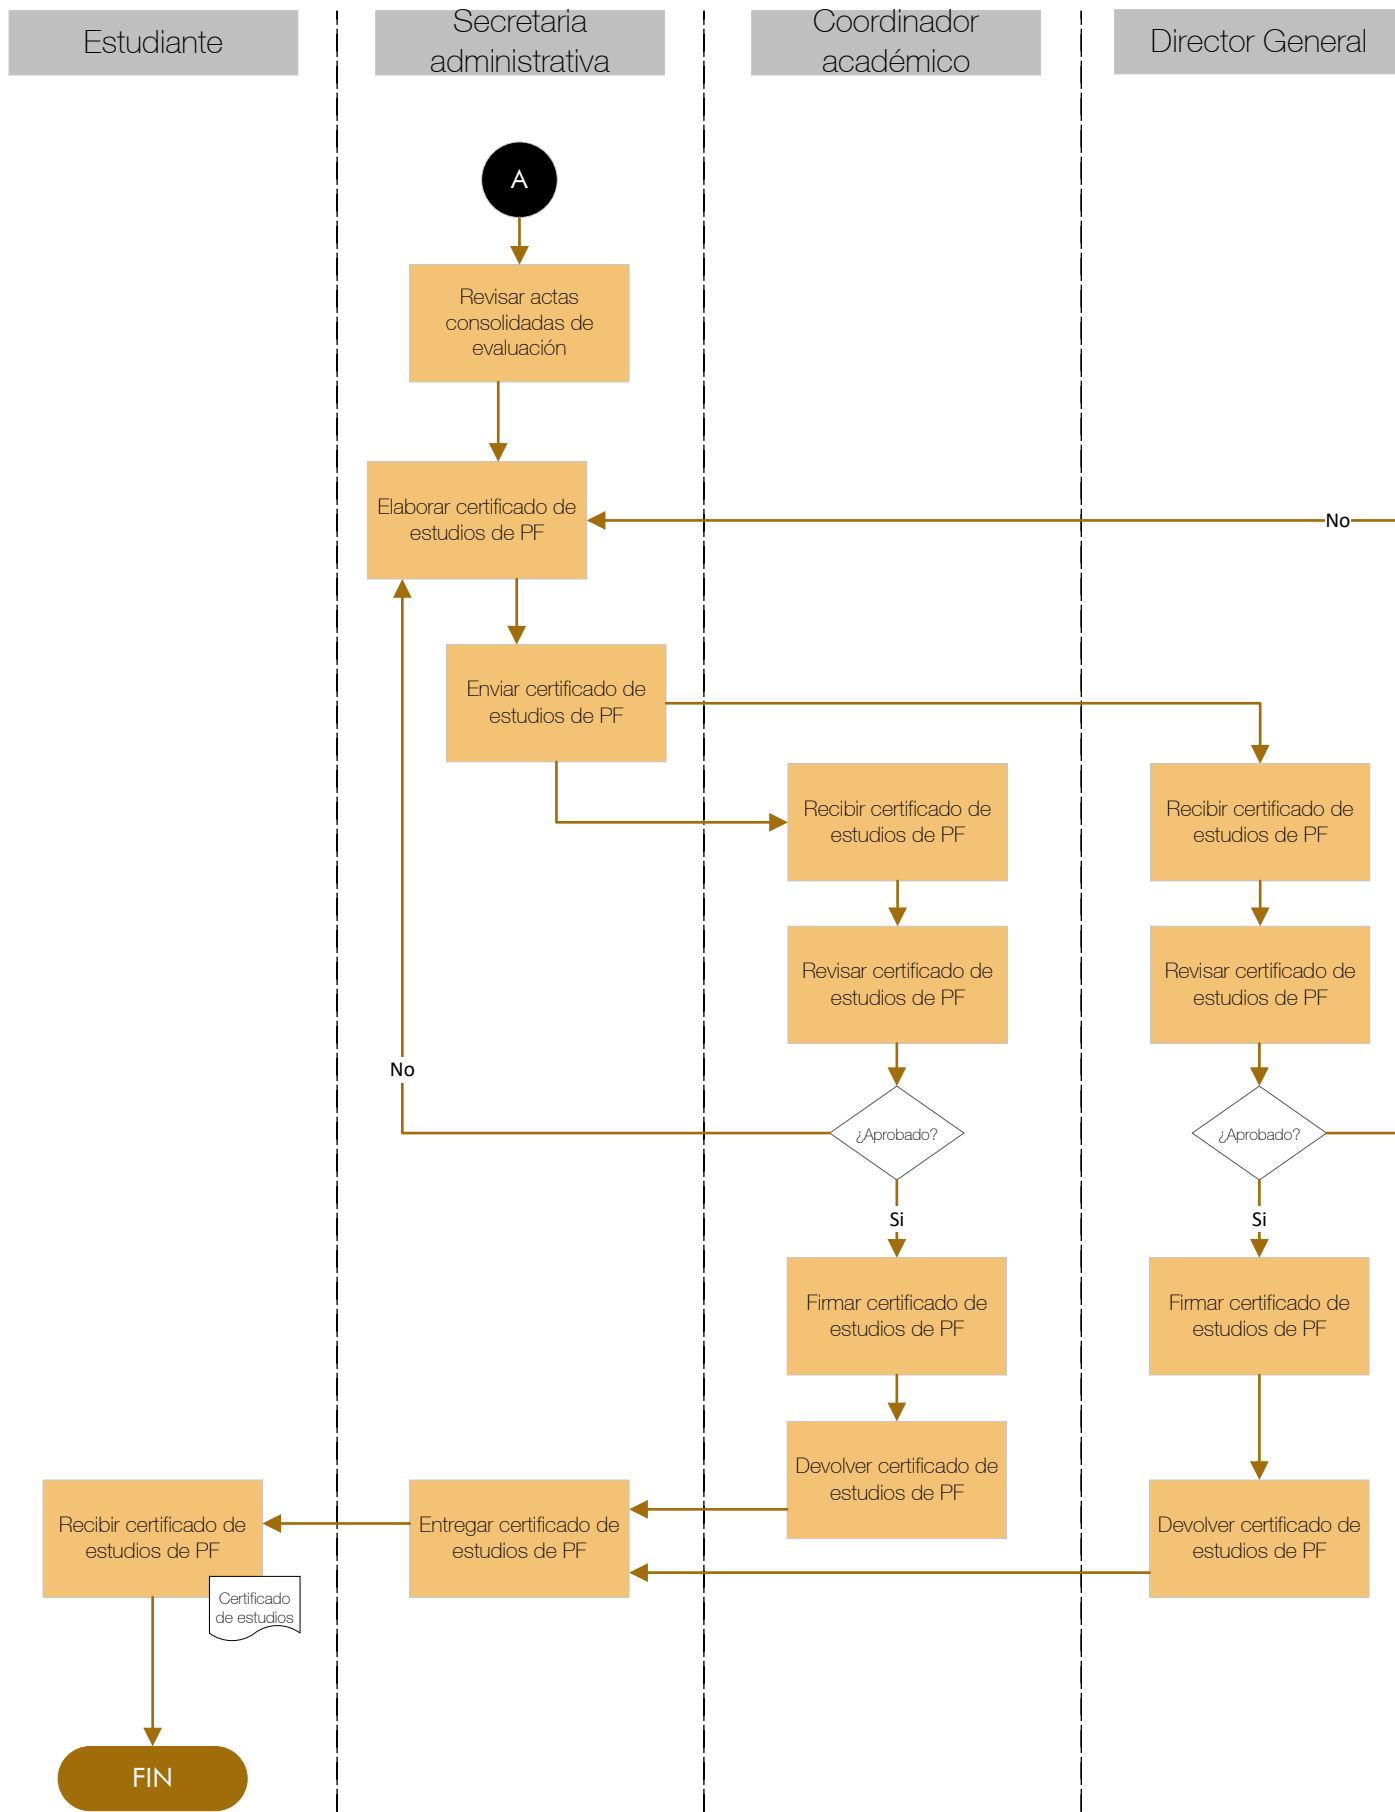 Estudiante
Secretaria
administrativa
Coordinador
académico
Director General
A
Revisar actas
consolidadas de
evaluación
Elaborar certificado de
estudios de PF
No
Enviar certificado de
estudios de PF
Recibir certificado de
estudios de PF
Recibir certificado de
estudios de PF
Revisar certificado de
estudios de PF
Revisar certificado de
estudios de PF
No
¿Aprobado?
¿Aprobado?
Si
Si
Firmar certificado de
estudios de PF
Firmar certificado de
estudios de PF
Devolver certificado de
estudios de PF
Recibir certificado de
estudios de PF
Entregar certificado de
estudios de PF
Devolver certificado de
estudios de PF
Certificado
de estudios
FIN